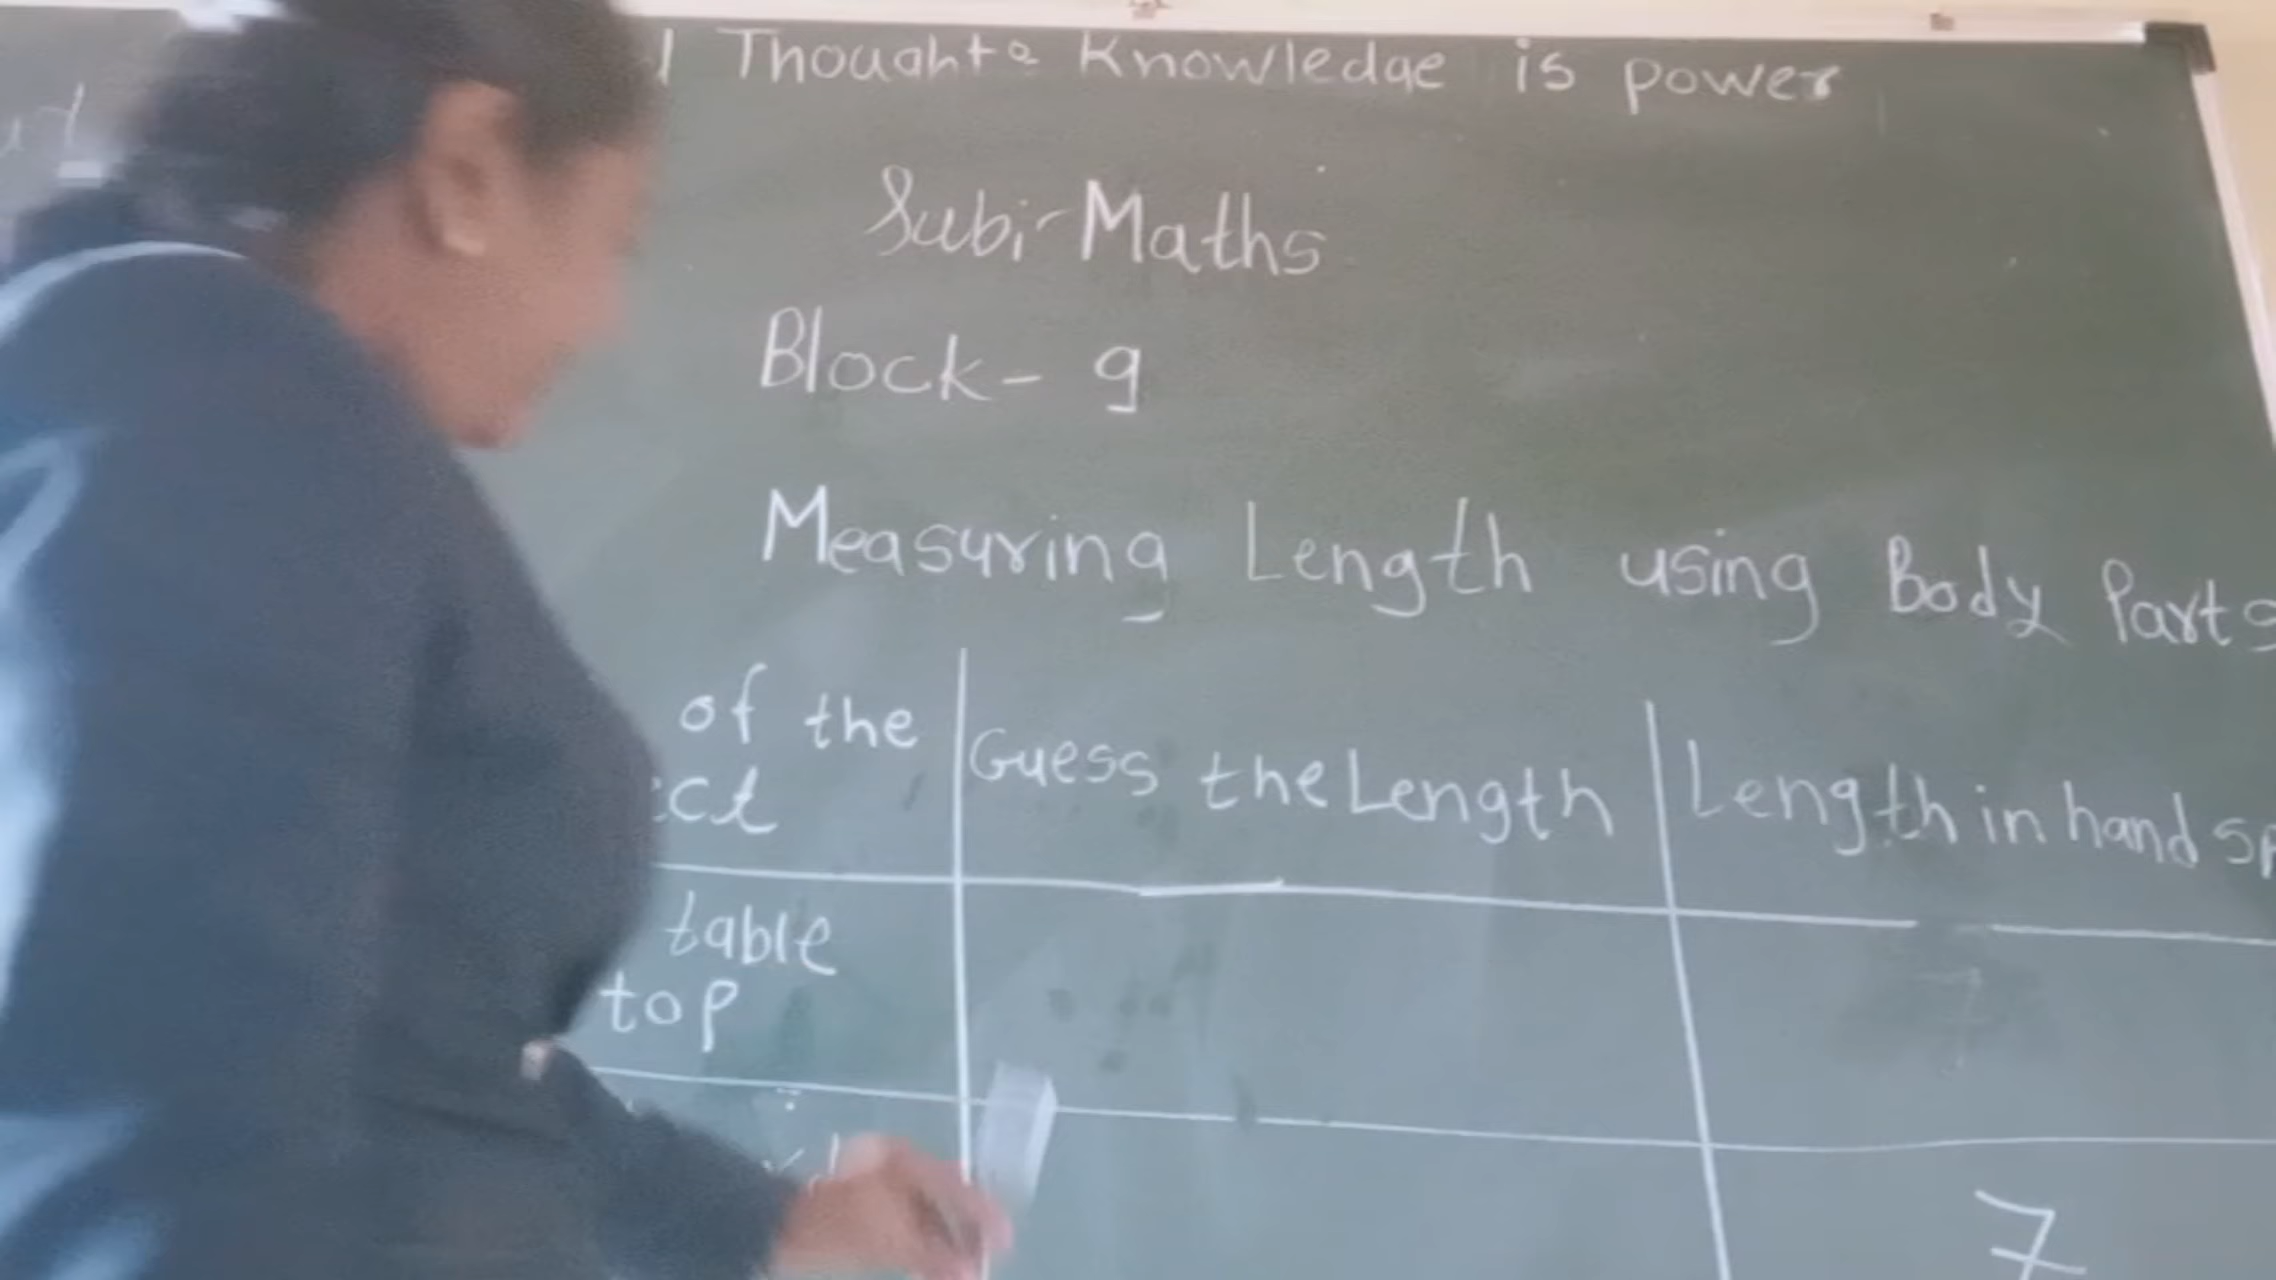 Thought: Knowledge is power
Sub:- Maths
Block - 9
Measuring Length using Body Parts
of the
Guess the Length
Length in hand
table
top
7